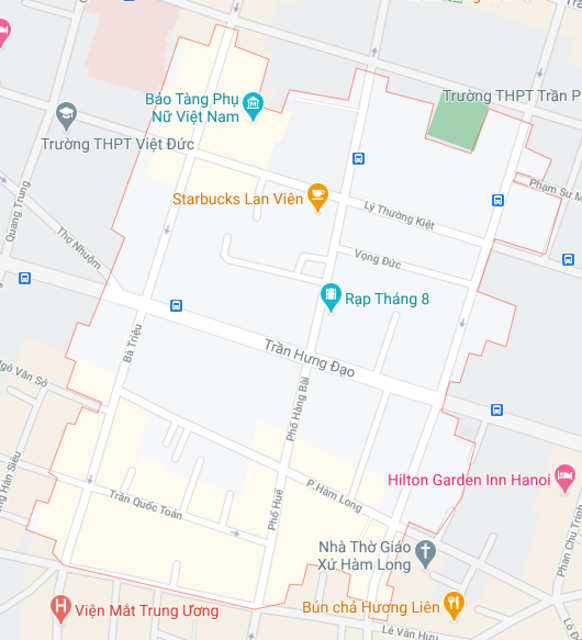 Trường THPT Trần P
Bảo Tàng Phụ
Nữ Việt Nam
Trường THPT Việt Đức
Quang Trung
Starbucks Lan Viên
Phạm Sư M
Lý Thường Kiệt
Thợ Nhuộm
Vọng Đức
Rạp Tháng 8
Bà Triệu
Trần Hưng Đạo
Ngô Văn Sở
Phố Hàng Bài
Hilton Garden Inn Hanoi
P. Hàm Long
ng Hán Siêu
Trần Quốc Toản
Phố Huế
Phan Chu Trinh
Nhà Thờ Giáo
Xứ Hàm Long
Viện Mắt Trung Ương
Bún chả Hương Liên
Lê Văn Hưu
Lò Đ